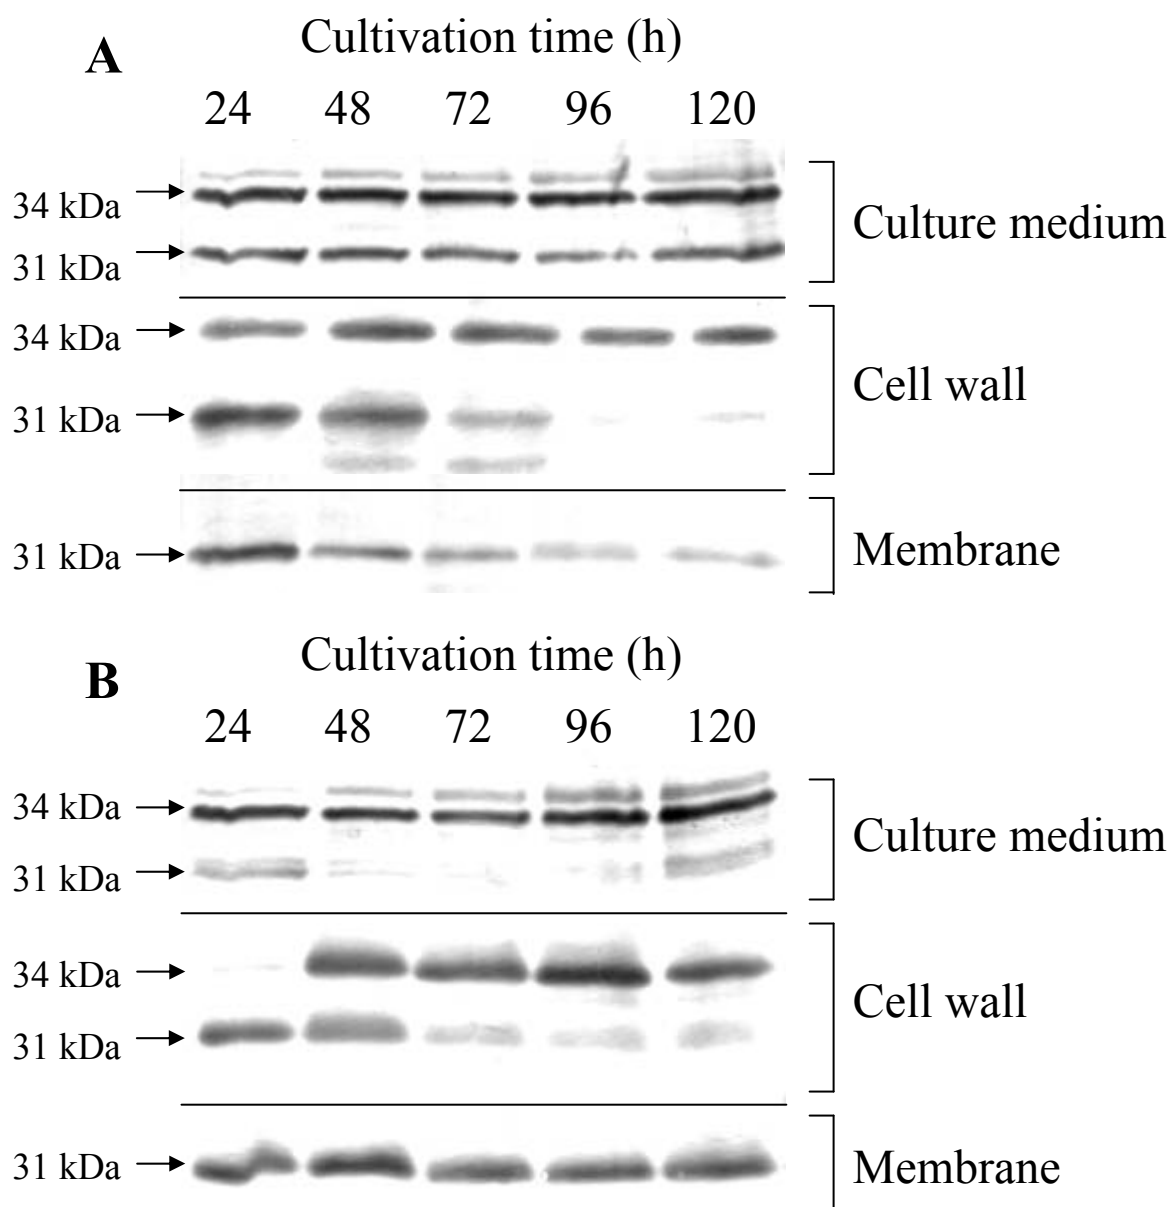 A
Cultivation time (h)
24 48 72 96 120
34 kDa
31 kDa
Culture medium
34 kDa
31 kDa
Cell wall
31 kDa
Membrane
B
Cultivation time (h)
24 48 72 96 120
34 kDa
31 kDa
Culture medium
34 kDa
31 kDa
Cell wall
31 kDa
Membrane